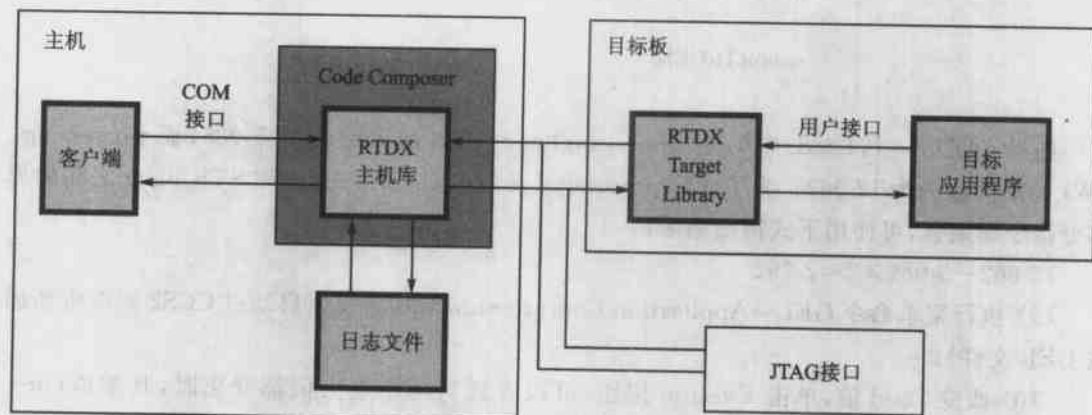 主机
Code Composer
COM
接口
客户端
RTDX
主机库
日志文件
目标板
RTDX
Target
Library
用户接口
目标
应用程序
JTAG接口